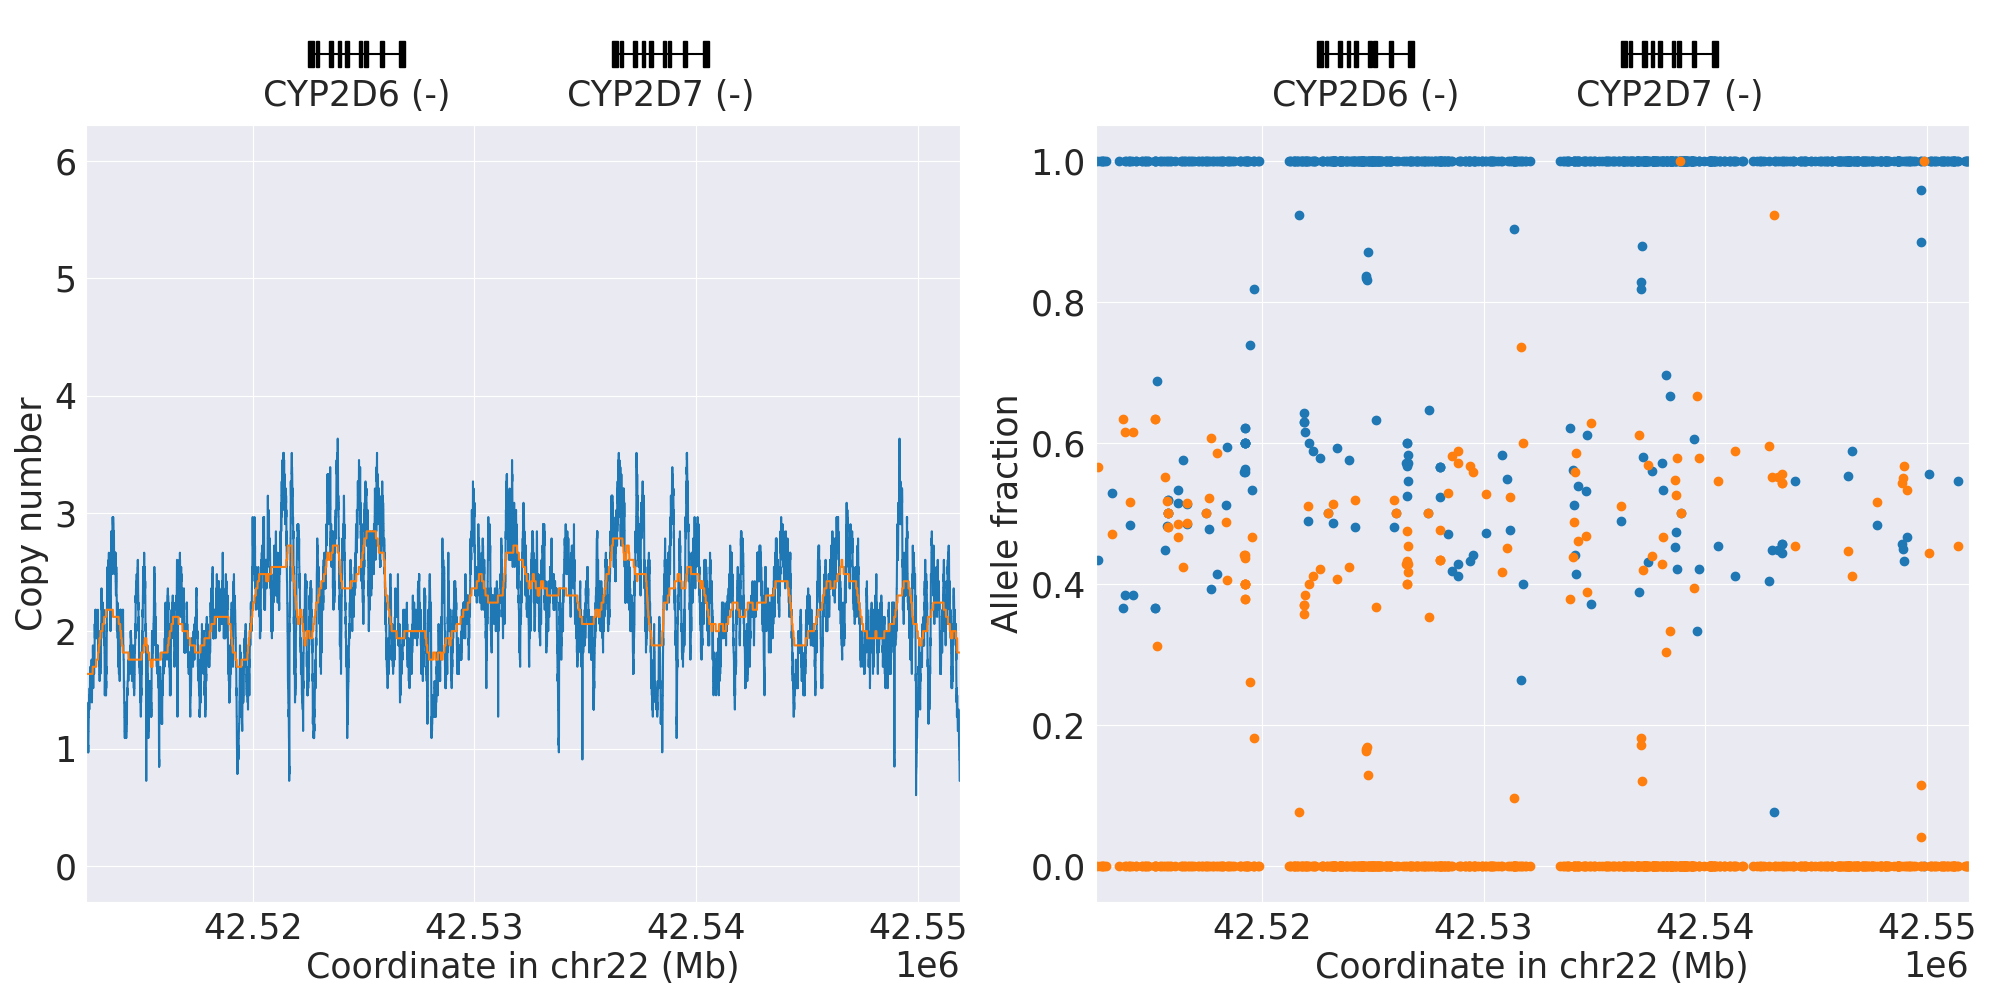 CYP2D6 (-) CYP2D7 (-)
6
5
4
3
2
1
0
Copy number
42.52 42.53 42.54 42.55
Coordinate in chr22 (Mb) 1e6
CYP2D6 (-) CYP2D7 (-)
1.0
0.8
0.6
0.4
0.2
0.0
Allele fraction
42.52 42.53 42.54 42.55
Coordinate in chr22 (Mb) 1e6